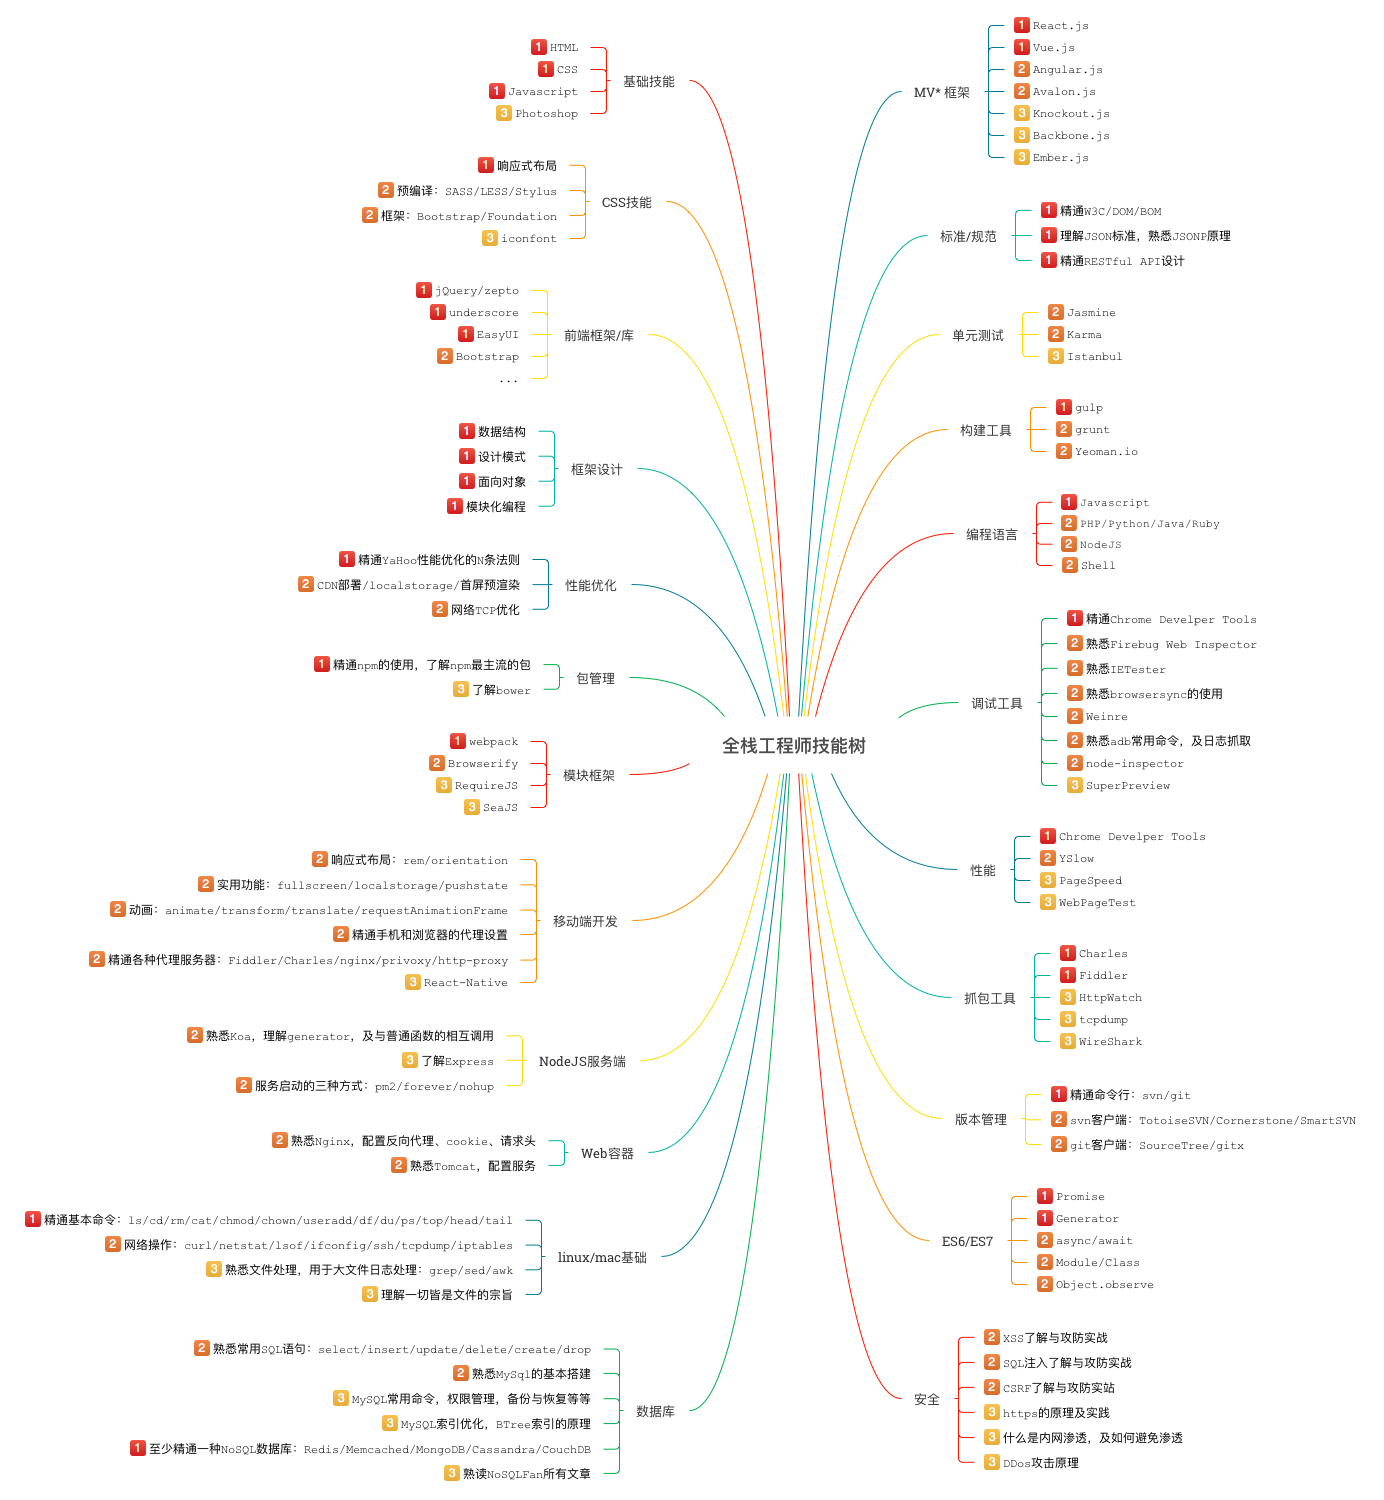 全栈工程师技能树
基础技能
1 HTML
1 CSS
1 Javascript
3 Photoshop
CSS技能
1 响应式布局
2 预编译：SASS/LESS/Stylus
2 框架：Bootstrap/Foundation
3 iconfont
前端框架/库
1 jQuery/zepto
1 underscore
1 EasyUI
2 Bootstrap
...
框架设计
1 数据结构
1 设计模式
1 面向对象
1 模块化编程
性能优化
1 精通YaHoo性能优化的N条法则
2 CDN部署/localstorage/首屏预渲染
2 网络TCP优化
包管理
1 精通npm的使用，了解npm最主流的包
3 了解bower
模块框架
1 webpack
2 Browserify
3 RequireJS
3 SeaJS
移动端开发
2 响应式布局：rem/orientation
2 实用功能：fullscreen/localstorage/pushstate
2 动画：animate/transform/translate/requestAnimationFrame
2 精通手机和浏览器的代理设置
2 精通各种代理服务器：Fiddler/Charles/nginx/privoxy/http-proxy
3 React-Native
NodeJS服务端
2 熟悉Koa，理解generator，及与普通函数的相互调用
3 了解Express
2 服务启动的三种方式：pm2/forever/nohup
Web容器
2 熟悉Nginx，配置反向代理、cookie、请求头
2 熟悉Tomcat，配置服务
linux/mac基础
1 精通基本命令：ls/cd/rm/cat/chmod/chown/useradd/df/du/ps/top/head/tail
2 网络操作：curl/netstat/lsof/ifconfig/ssh/tcpdump/iptables
3 熟悉文件处理，用于大文件日志处理：grep/sed/awk
3 理解一切皆是文件的宗旨
数据库
2 熟悉常用SQL语句：select/insert/update/delete/create/drop
2 熟悉MySql的基本搭建
3 MySQL常用命令，权限管理，备份与恢复等等
3 MySQL索引优化，BTree索引的原理
1 至少精通一种NoSQL数据库：Redis/Memcached/MongoDB/Cassandra/CouchDB
3 熟读NoSQLFan所有文章
MV* 框架
1 React.js
1 Vue.js
2 Angular.js
2 Avalon.js
3 Knockout.js
3 Backbone.js
3 Ember.js
标准/规范
1 精通W3C/DOM/BOM
1 理解JSON标准，熟悉JSONP原理
1 精通RESTful API设计
单元测试
2 Jasmine
2 Karma
3 Istanbul
构建工具
1 gulp
2 grunt
2 Yeoman.io
编程语言
1 Javascript
2 PHP/Python/Java/Ruby
2 NodeJS
2 Shell
调试工具
1 精通Chrome Develper Tools
2 熟悉Firebug Web Inspector
2 熟悉IETester
2 熟悉browsersync的使用
2 Weinre
2 熟悉adb常用命令，及日志抓取
2 node-inspector
3 SuperPreview
性能
1 Chrome Develper Tools
2 YSlow
3 PageSpeed
3 WebPageTest
抓包工具
1 Charles
1 Fiddler
3 HttpWatch
3 tcpdump
3 WireShark
版本管理
1 精通命令行：svn/git
2 svn客户端：TotoiseSVN/Cornerstone/SmartSVN
2 git客户端：SourceTree/gitx
ES6/ES7
1 Promise
1 Generator
2 async/await
2 Module/Class
2 Object.observe
安全
2 XSS了解与攻防实战
2 SQL注入了解与攻防实战
2 CSRF了解与攻防实站
3 https的原理及实践
3 什么是内网渗透，及如何避免渗透
3 DDos攻击原理